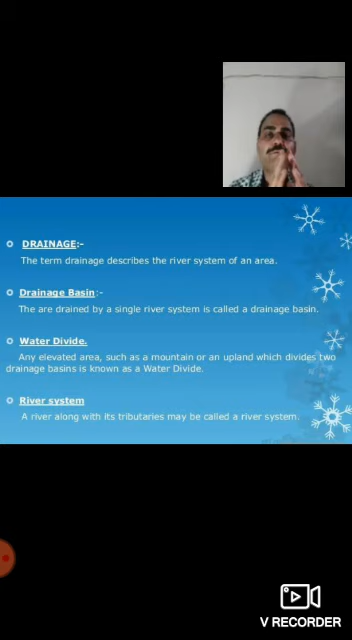 DRAINAGE:-
The term drainage describes the river system of an area.
Drainage Basin:-
The are drained by a single river system is called a drainage basin.
Water Divide.
Any elevated area, such as a mountain or an upland which divides two
drainage basins is known as a Water Divide.
River system
A river along with its tributaries may be called a river system.
V RECORDER